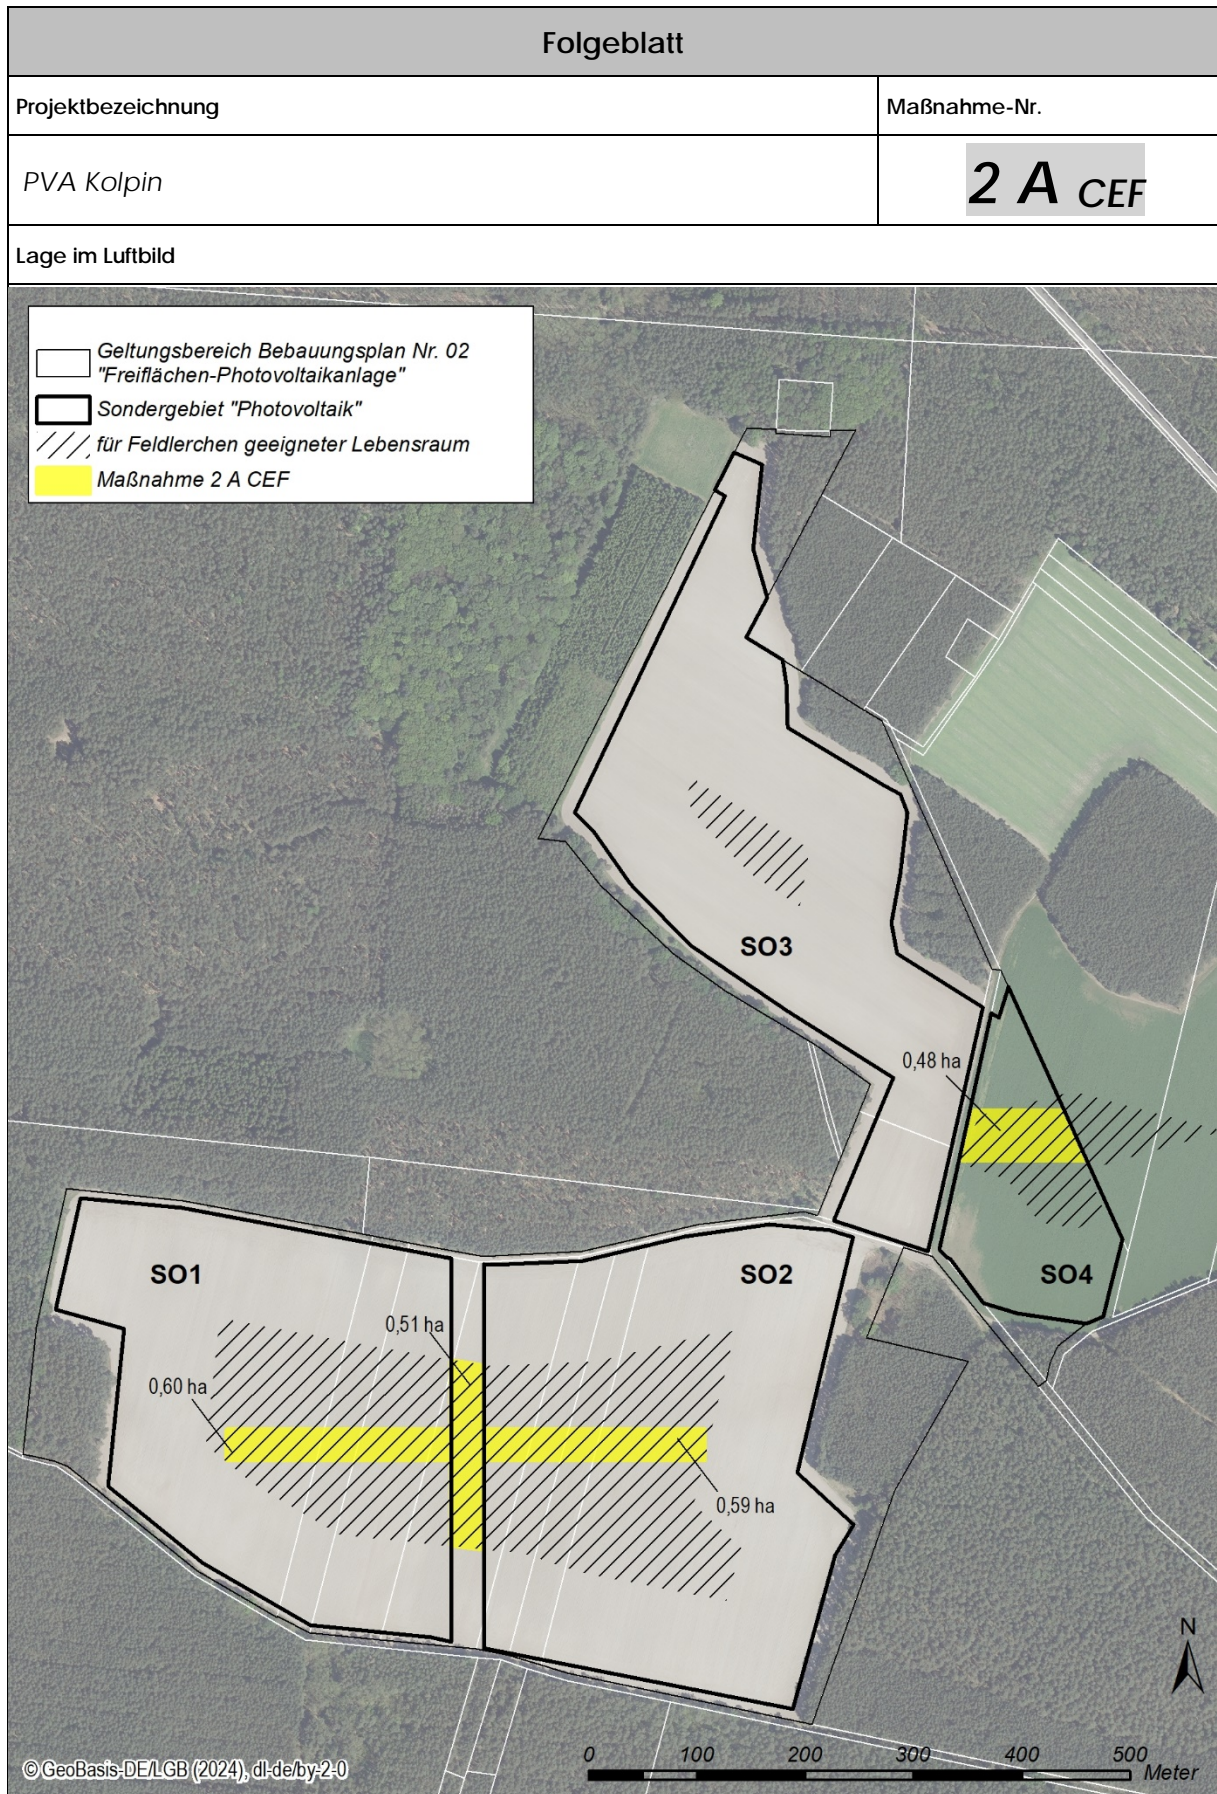 Folgeblatt
Projektbezeichnung
Maßnahme-Nr.
PVA Kolpin
2 A CEF
Lage im Luftbild
Geltungsbereich Bebauungsplan Nr. 02
"Freiflächen-Photovoltaikanlage"
Sondergebiet "Photovoltaik"
für Feldlerchen geeigneter Lebensraum
Maßnahme 2 A CEF
SO3
0,48 ha
SO1
SO2
SO4
0,51 ha
0,60 ha
0,59 ha
N
© GeoBasis-DE/LGB (2024), dl-de/by-2-0
0 100 200 300 400 500
Meter